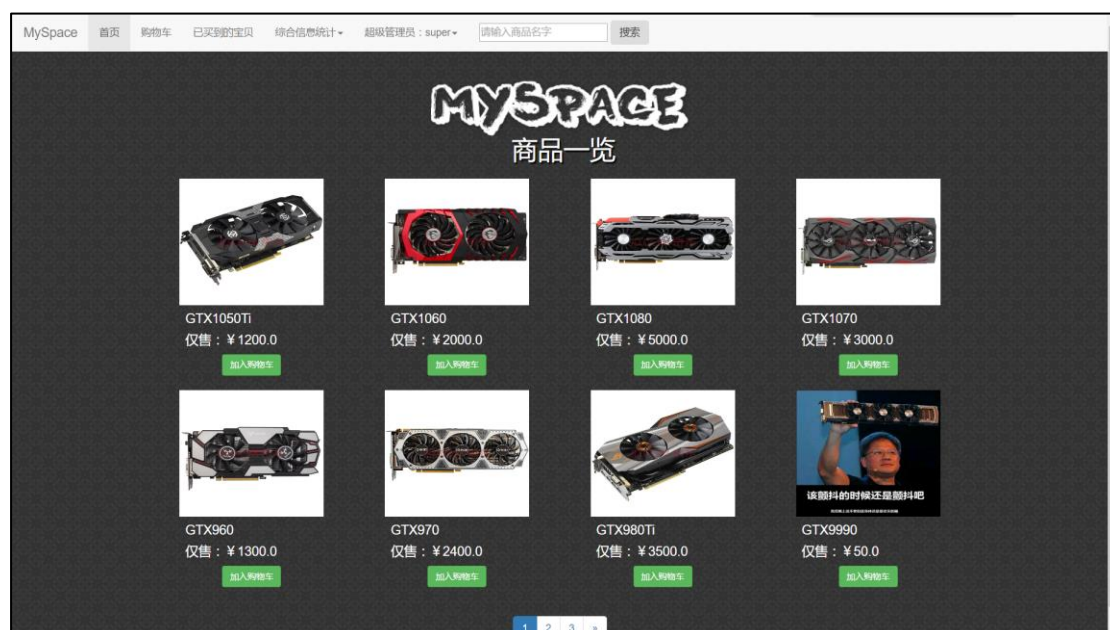 MySpace 首页 购物车 已买到的宝贝 综合信息统计 超级管理员：super 请输入商品名字 搜索
MYSPACE
商品一览
GTX1050Ti GTX1060 GTX1080 GTX1070
仅售：￥1200.0 仅售：￥2000.0 仅售：￥5000.0 仅售：￥3000.0
加入购物车 加入购物车 加入购物车 加入购物车
该颤抖的时候还是颤抖吧
GTX960 GTX970 GTX980Ti GTX9990
仅售：￥1300.0 仅售：￥2400.0 仅售：￥3500.0 仅售：￥50.0
加入购物车 加入购物车 加入购物车 加入购物车
1 2 3 »